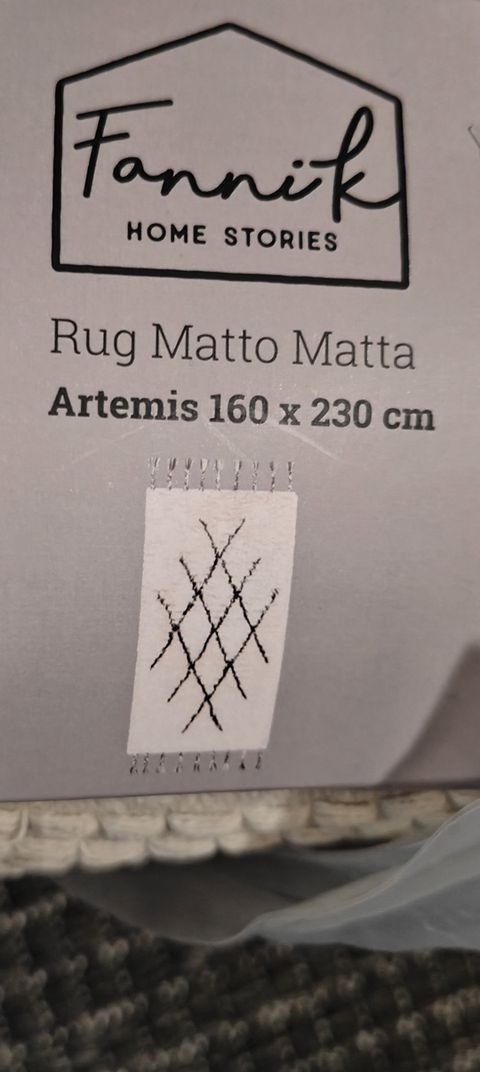 Fannik
HOME STORIES
Rug Matto Matta
Artemis 160 x 230 cm